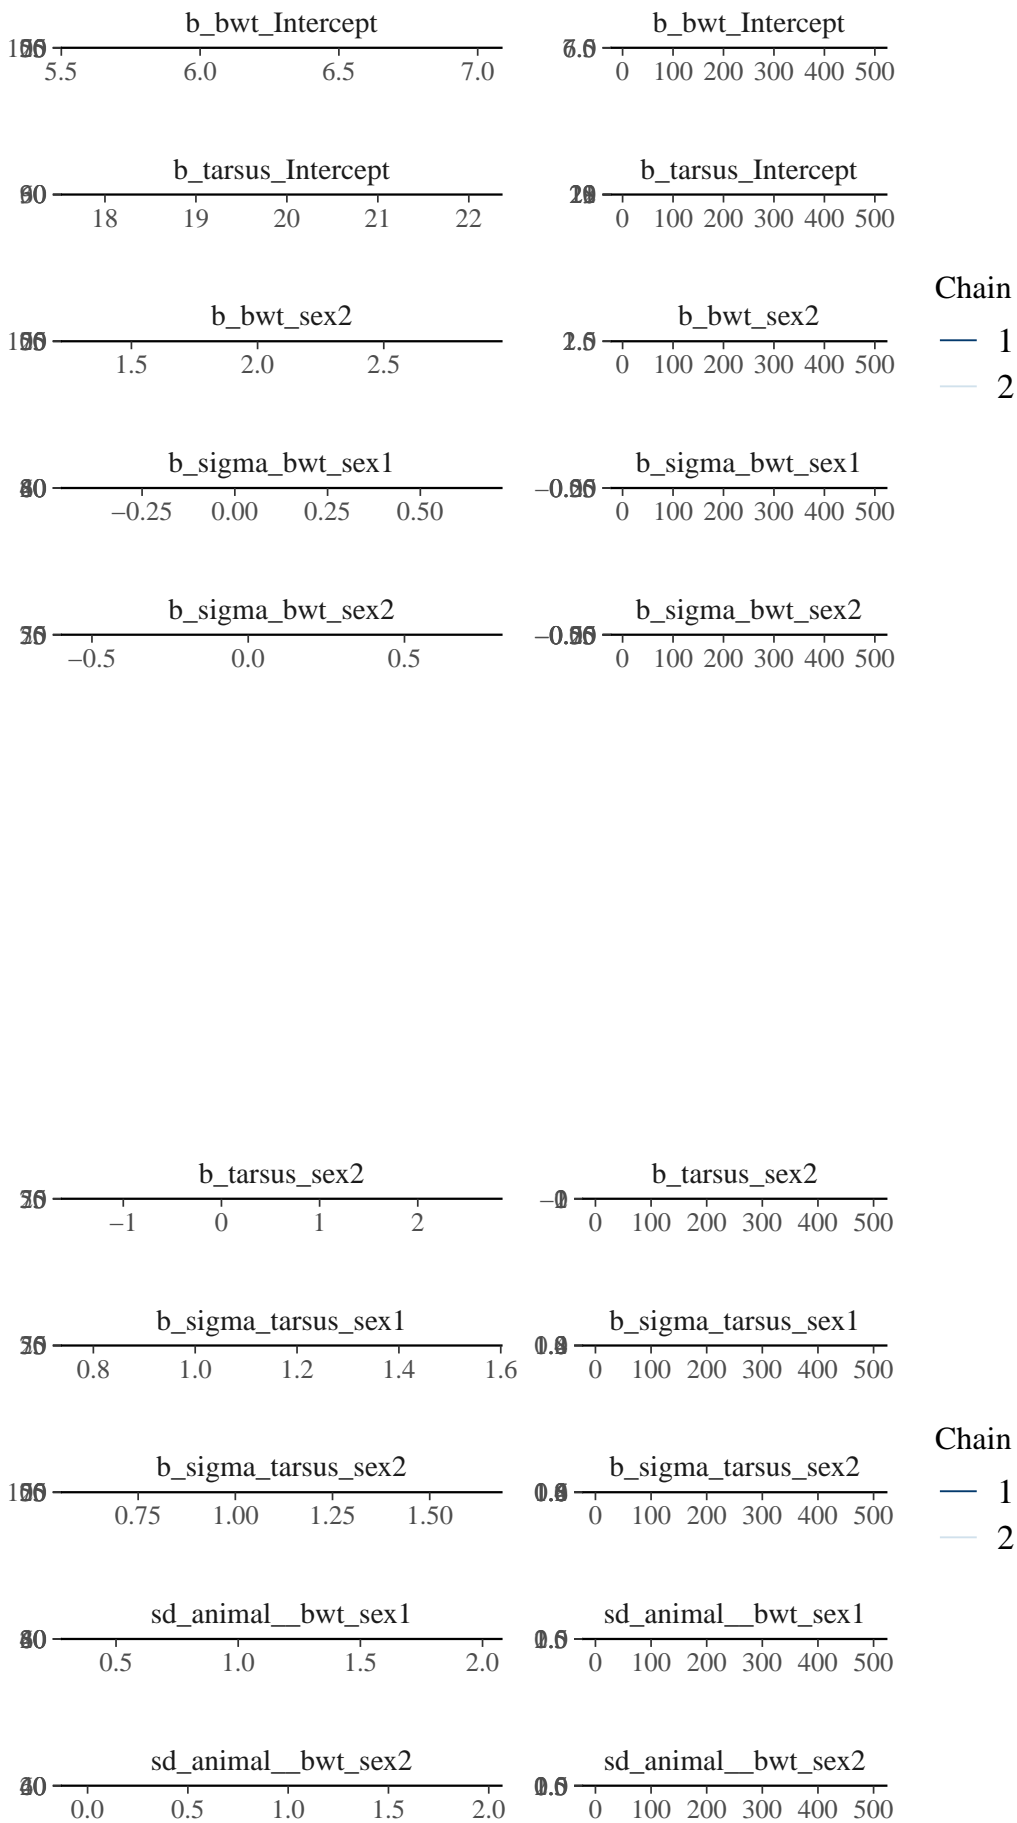 b_bwt_Intercept b_bwt_Intercept
5.5 6.0 6.5 7.0 0 100 200 300 400 500
b_tarsus_Intercept b_tarsus_Intercept
18 19 20 21 22 0 100 200 300 400 500
Chain
b_bwt_sex2 b_bwt_sex2
1
1.5 2.0 2.5 0 100 200 300 400 500
2
b_sigma_bwt_sex1 b_sigma_bwt_sex1
−0.25 0.00 0.25 0.50 0 100 200 300 400 500
b_sigma_bwt_sex2 b_sigma_bwt_sex2
−0.5 0.0 0.5 0 100 200 300 400 500
b_tarsus_sex2 b_tarsus_sex2
−1 0 1 2 0 100 200 300 400 500
b_sigma_tarsus_sex1 b_sigma_tarsus_sex1
0.8 1.0 1.2 1.4 1.6 0 100 200 300 400 500
Chain
b_sigma_tarsus_sex2 b_sigma_tarsus_sex2
1
0.75 1.00 1.25 1.50 0 100 200 300 400 500
2
sd_animal__bwt_sex1 sd_animal__bwt_sex1
0.5 1.0 1.5 2.0 0 100 200 300 400 500
sd_animal__bwt_sex2 sd_animal__bwt_sex2
0.0 0.5 1.0 1.5 2.0 0 100 200 300 400 500